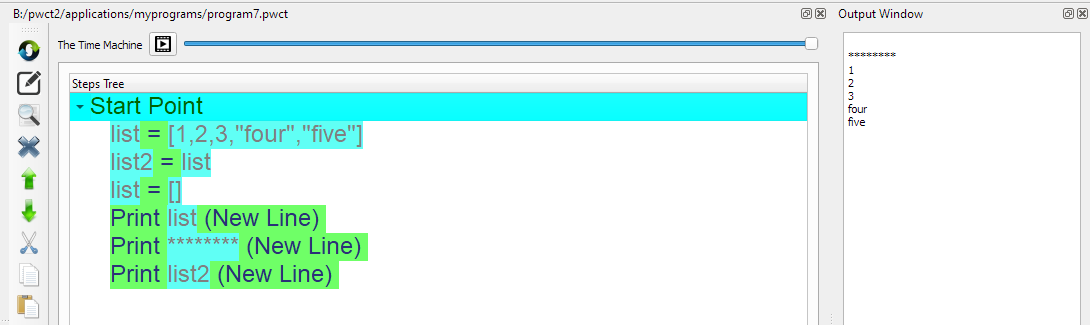 B:/pwct2/applications/myprograms/program7.pwct
The Time Machine
Steps Tree
Start Point
list = [1,2,3,"four","five"]
list2 = list
list = []
Print list (New Line)
Print ******** (New Line)
Print list2 (New Line)
Output Window
********
1
2
3
four
five